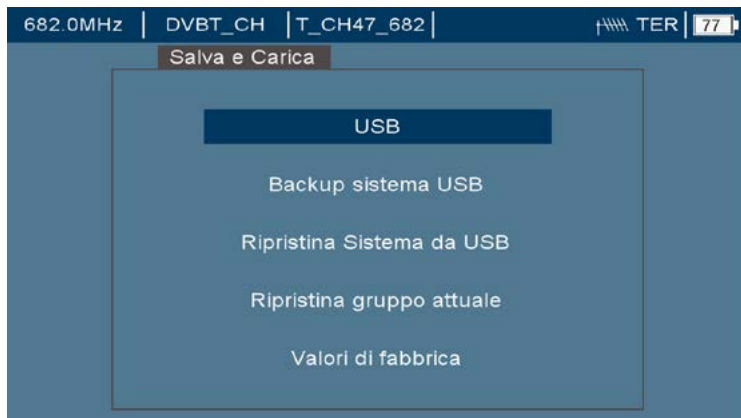 682.0MHz | DVBT_CH |T_CH47_682| TER| 77
Salva e Carica
USB
Backup sistema USB
Ripristina Sistema da USB
Ripristina gruppo attuale
Valori di fabbrica